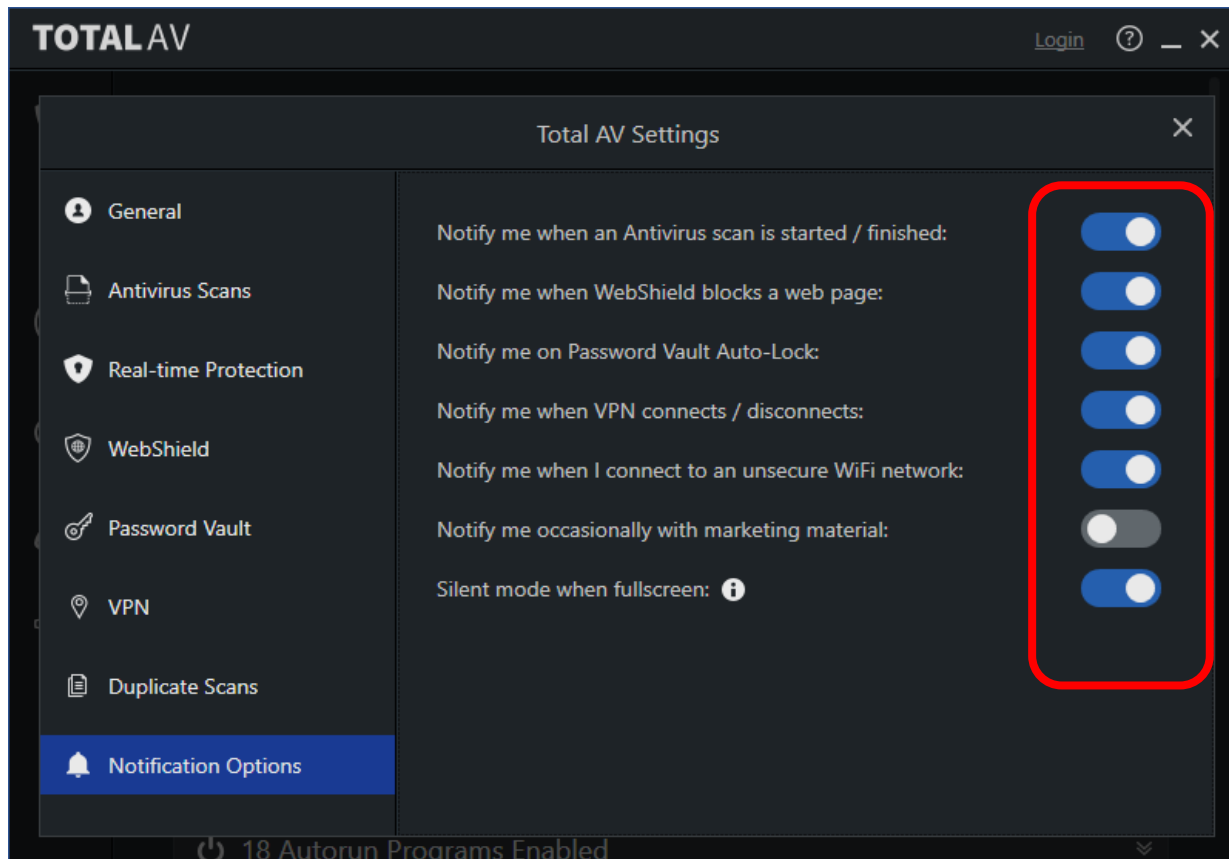 TOTAL AV
Login
Total AV Settings
General
Antivirus Scans
Real-time Protection
WebShield
Password Vault
VPN
Duplicate Scans
Notification Options
Notify me when an Antivirus scan is started / finished:
Notify me when WebShield blocks a web page:
Notify me on Password Vault Auto-Lock:
Notify me when VPN connects / disconnects:
Notify me when I connect to an unsecure WiFi network:
Notify me occasionally with marketing material:
Silent mode when fullscreen:
18 Autorun Programs Enabled